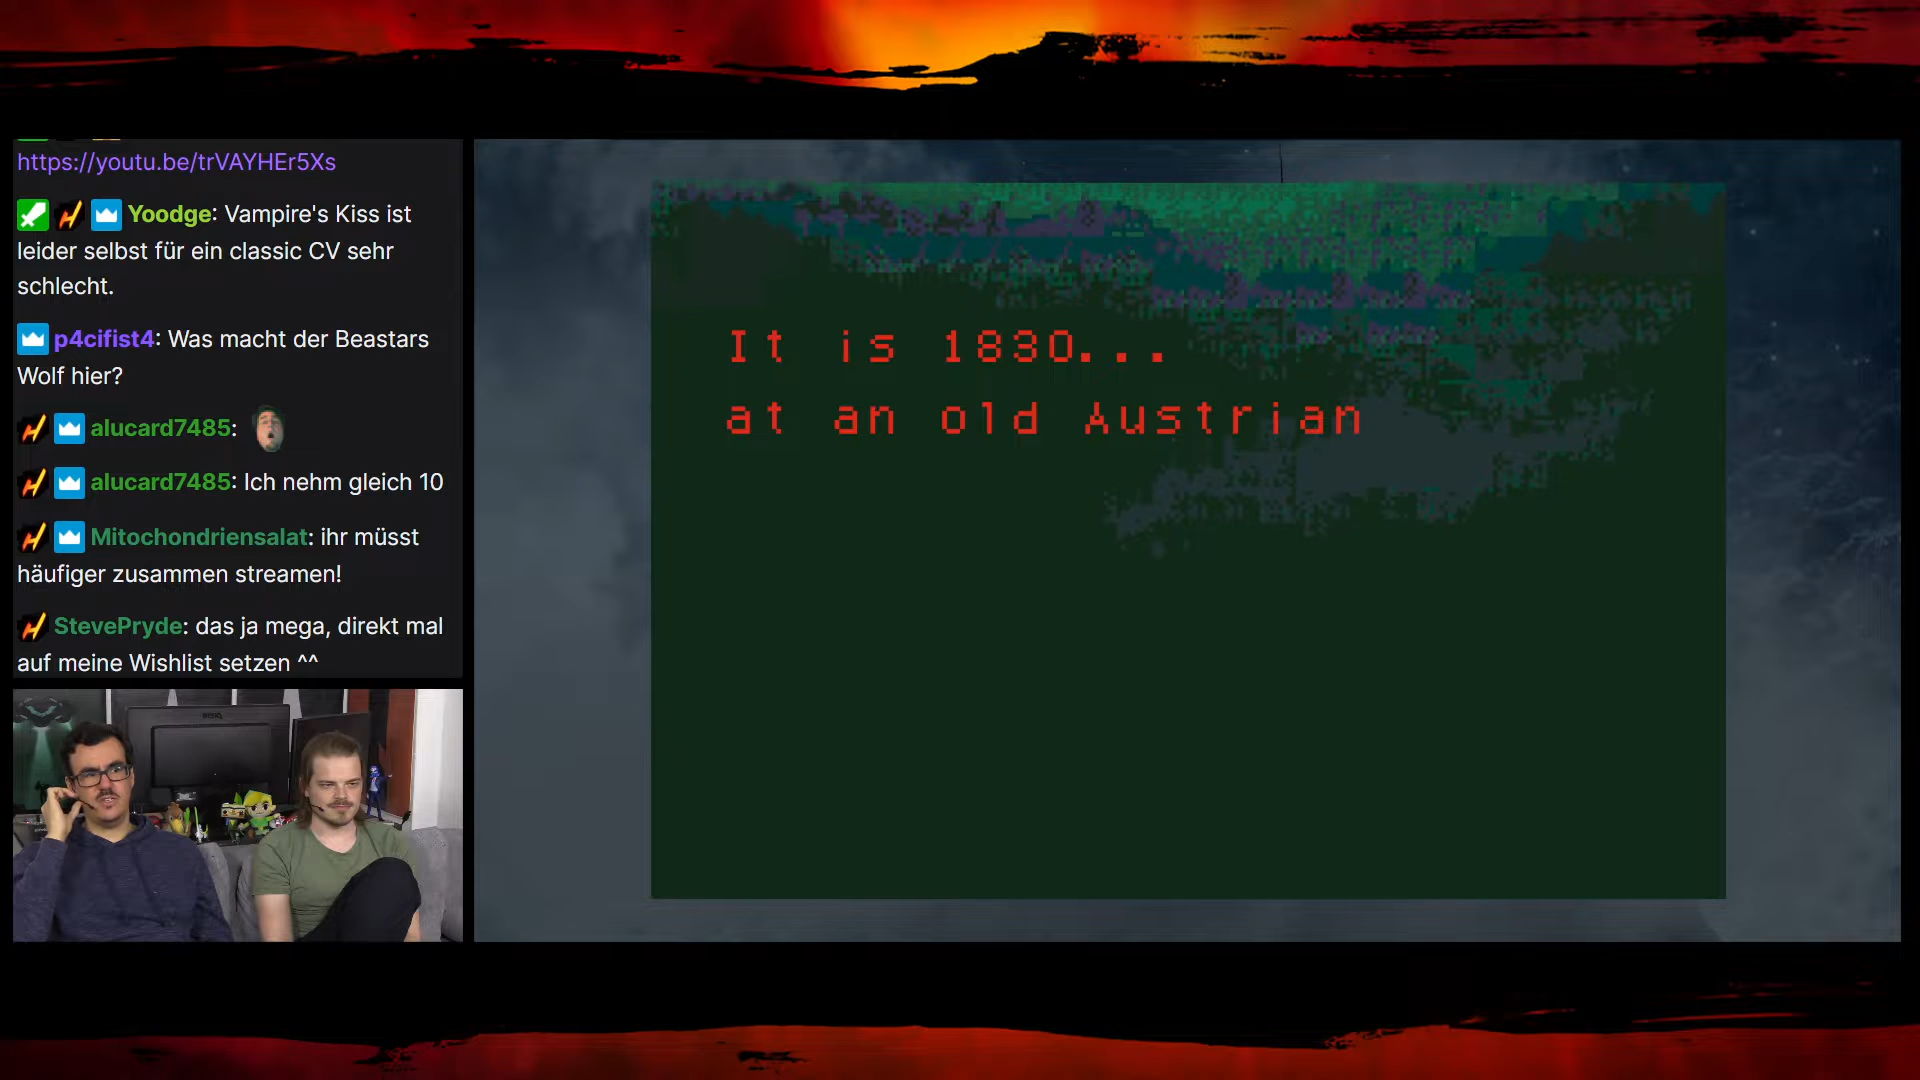 https://youtu.be/trVAYHEr5Xs
Yoodge: Vampire's Kiss ist
leider selbst für ein classic CV sehr
schlecht.
p4cifist4: Was macht der Beastars
Wolf hier?
alucard7485:
alucard7485: Ich nehm gleich 10
Mitochondriensalat: ihr müsst
häufiger zusammen streamen!
StevePryde: das ja mega, direkt mal
auf meine Wishlist setzen ^^
BenQ
It is 1830...
at an old Austrian